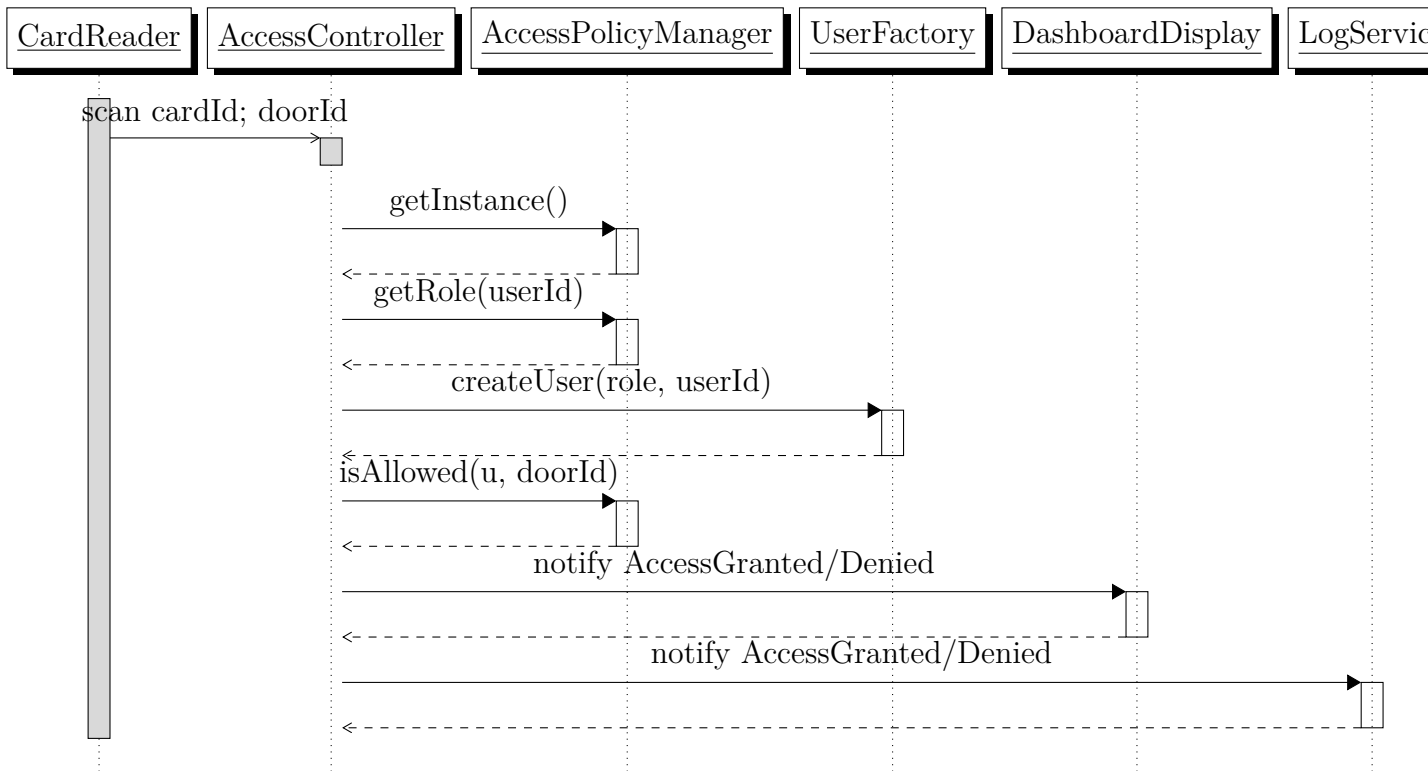 CardReader AccessController AccessPolicyManager UserFactory DashboardDisplay LogServic
scan cardId; doorId
getInstance()
getRole(userId)
createUser(role, userId)
isAllowed(u, doorId)
notify AccessGranted/Denied
notify AccessGranted/Denied